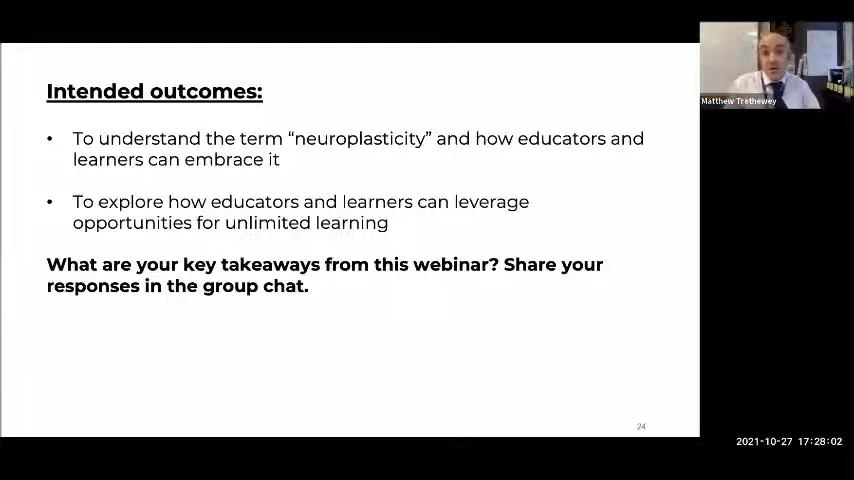 Intended outcomes:
• To understand the term “neuroplasticity” and how educators and
learners can embrace it
• To explore how educators and learners can leverage
opportunities for unlimited learning
What are your key takeaways from this webinar? Share your
responses in the group chat.
24
Matthew Trethewey
2021-10-27 17:28:02